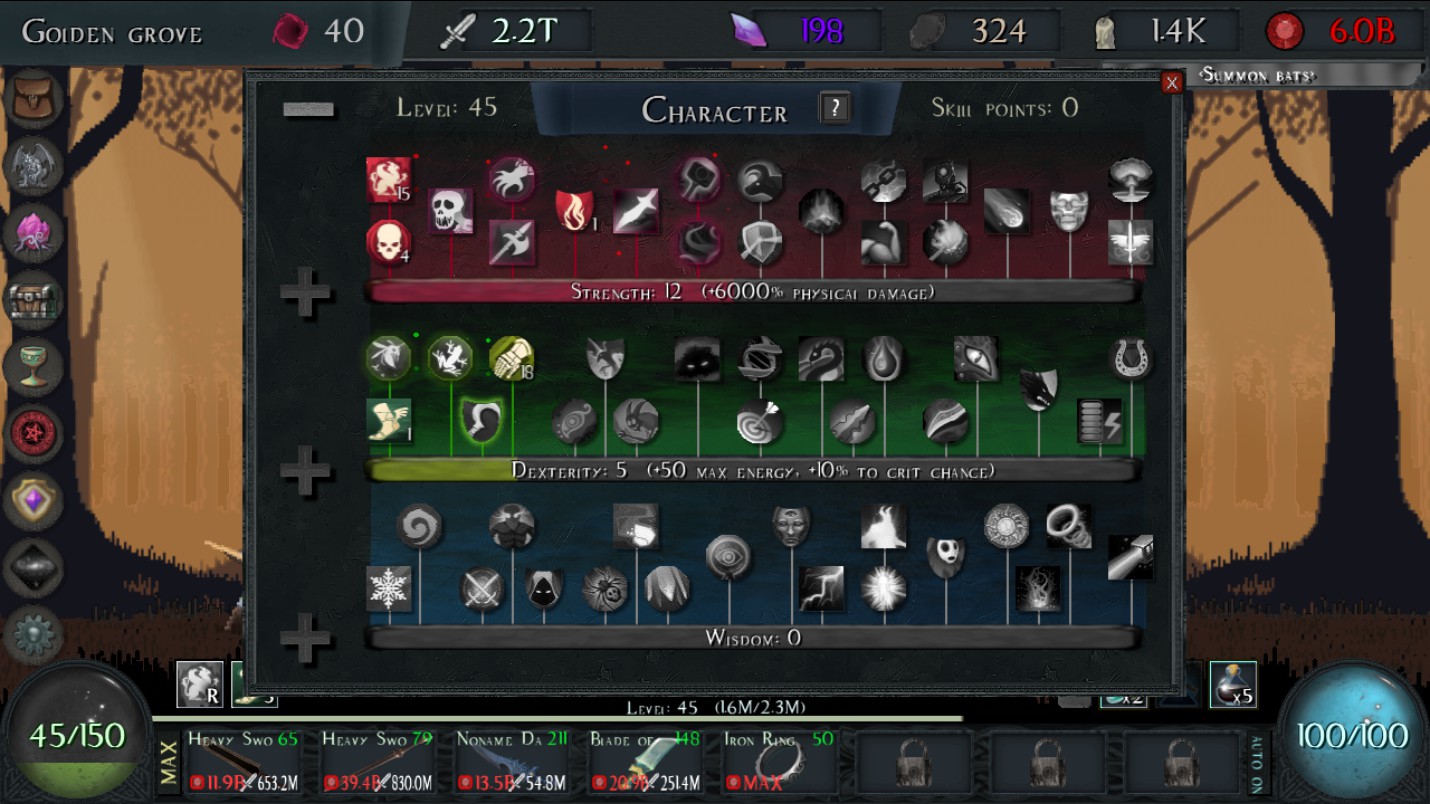 Golden grove 40 2.2T 198 324 1.4K 6.0B
‹Summon bats›
X
Level: 45 Character ? Skill points: 0
15
4
1
Strength: 12 (+6000% physical damage)
18
1
Dexterity: 5 (+50 max energy, +10% to crit chance)
Wisdom: 0
R
x2
x5
Level: 45 (1.6M/2.3M)
45/150
100/100
MAX
Heavy Swo 65
11.9B 653.2M
Heavy Swo 79
39.4B 830.0M
Noname Da 211
13.5B 54.8M
Blade of 148
20.9B 251.4M
Iron Ring 50
MAX
AUTO ON